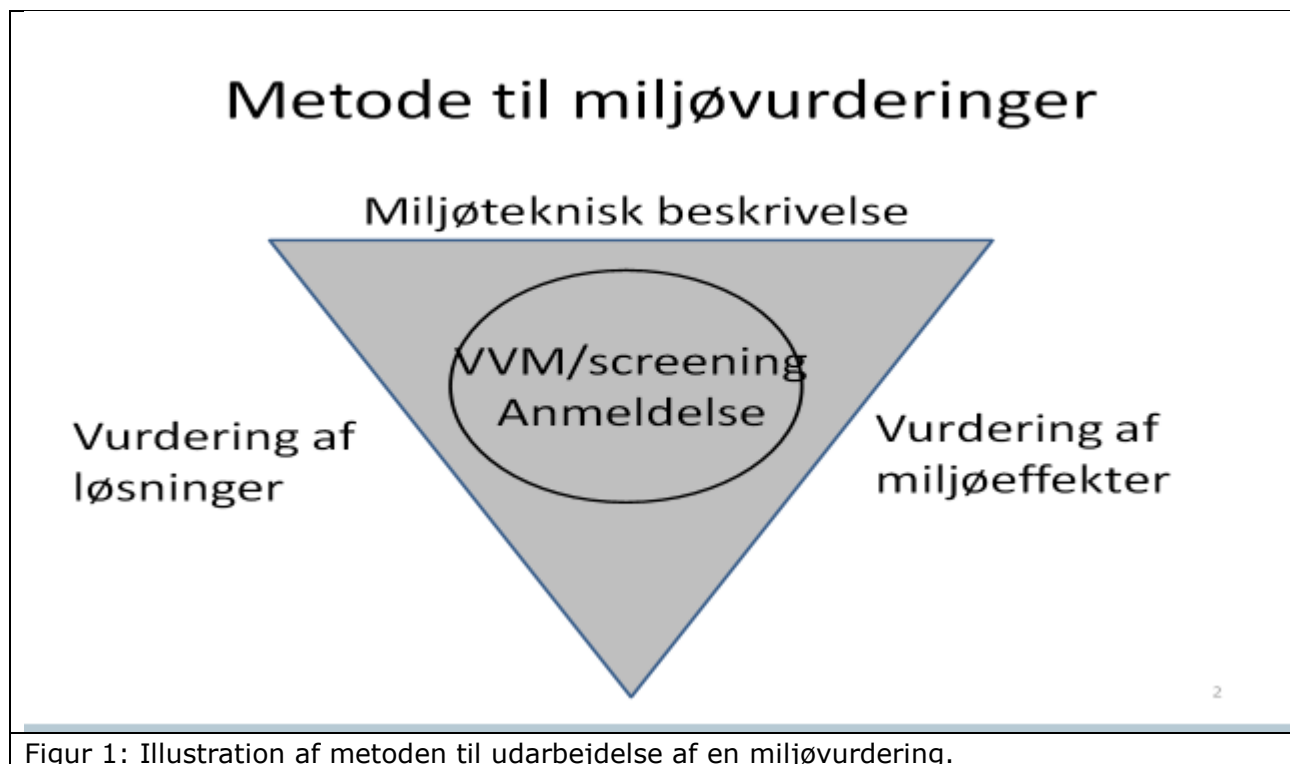 Metode til miljøvurderinger
Miljøteknisk beskrivelse
VVM/screening
Anmeldelse
Vurdering af
løsninger
Vurdering af
miljøeffekter
2
Figur 1: Illustration af metoden til udarbejdelse af en miljøvurdering.